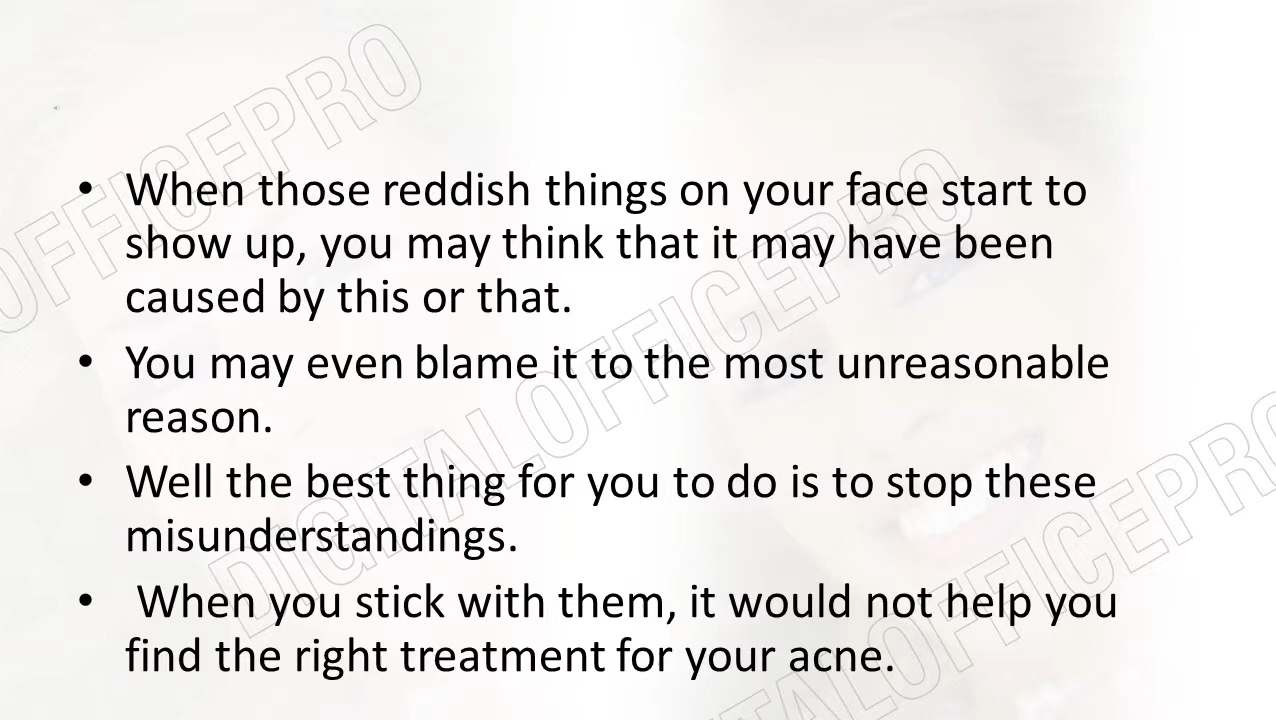 • When those reddish things on your face start to
show up, you may think that it may have been
caused by this or that.
• You may even blame it to the most unreasonable
reason.
• Well the best thing for you to do is to stop these
misunderstandings.
• When you stick with them, it would not help you
find the right treatment for your acne.
OFFICEPRO
DIGITALOFFICEPRO
DIGITALOFFICEPRO